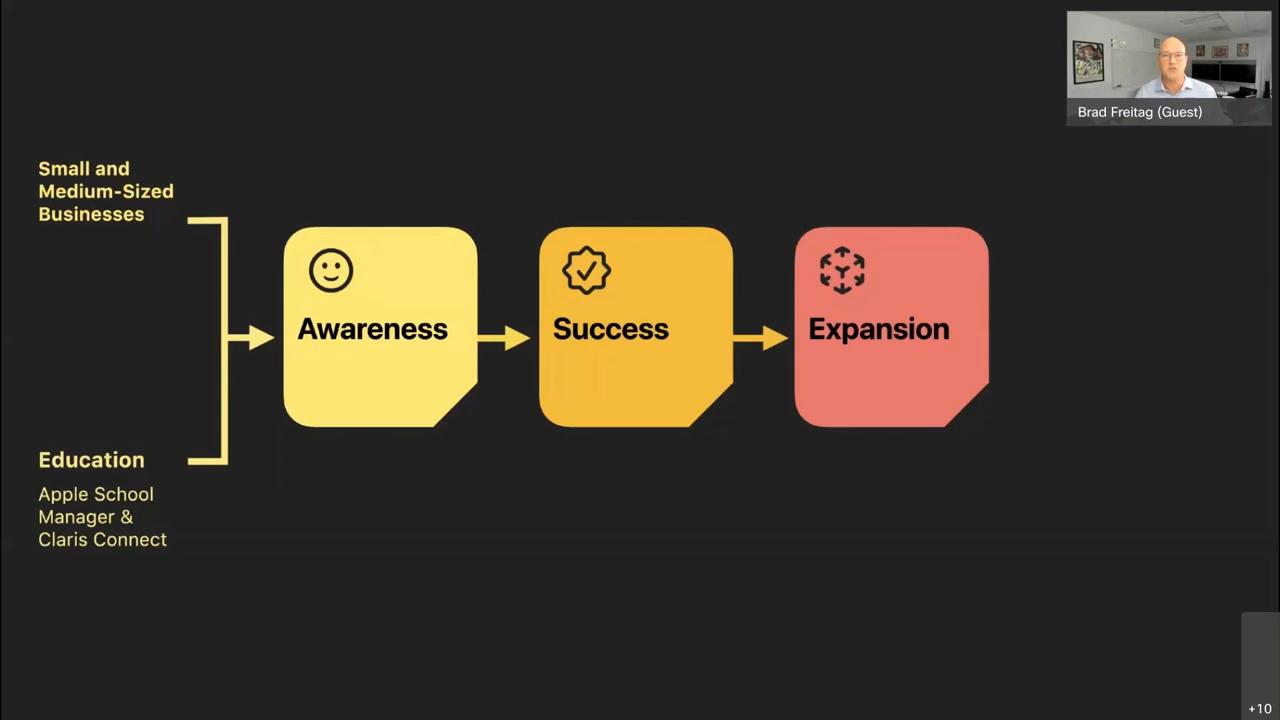 Brad Freitag (Guest)
Small and
Medium-Sized
Businesses
Awareness
Success
Expansion
Education
Apple School
Manager &
Claris Connect
+10